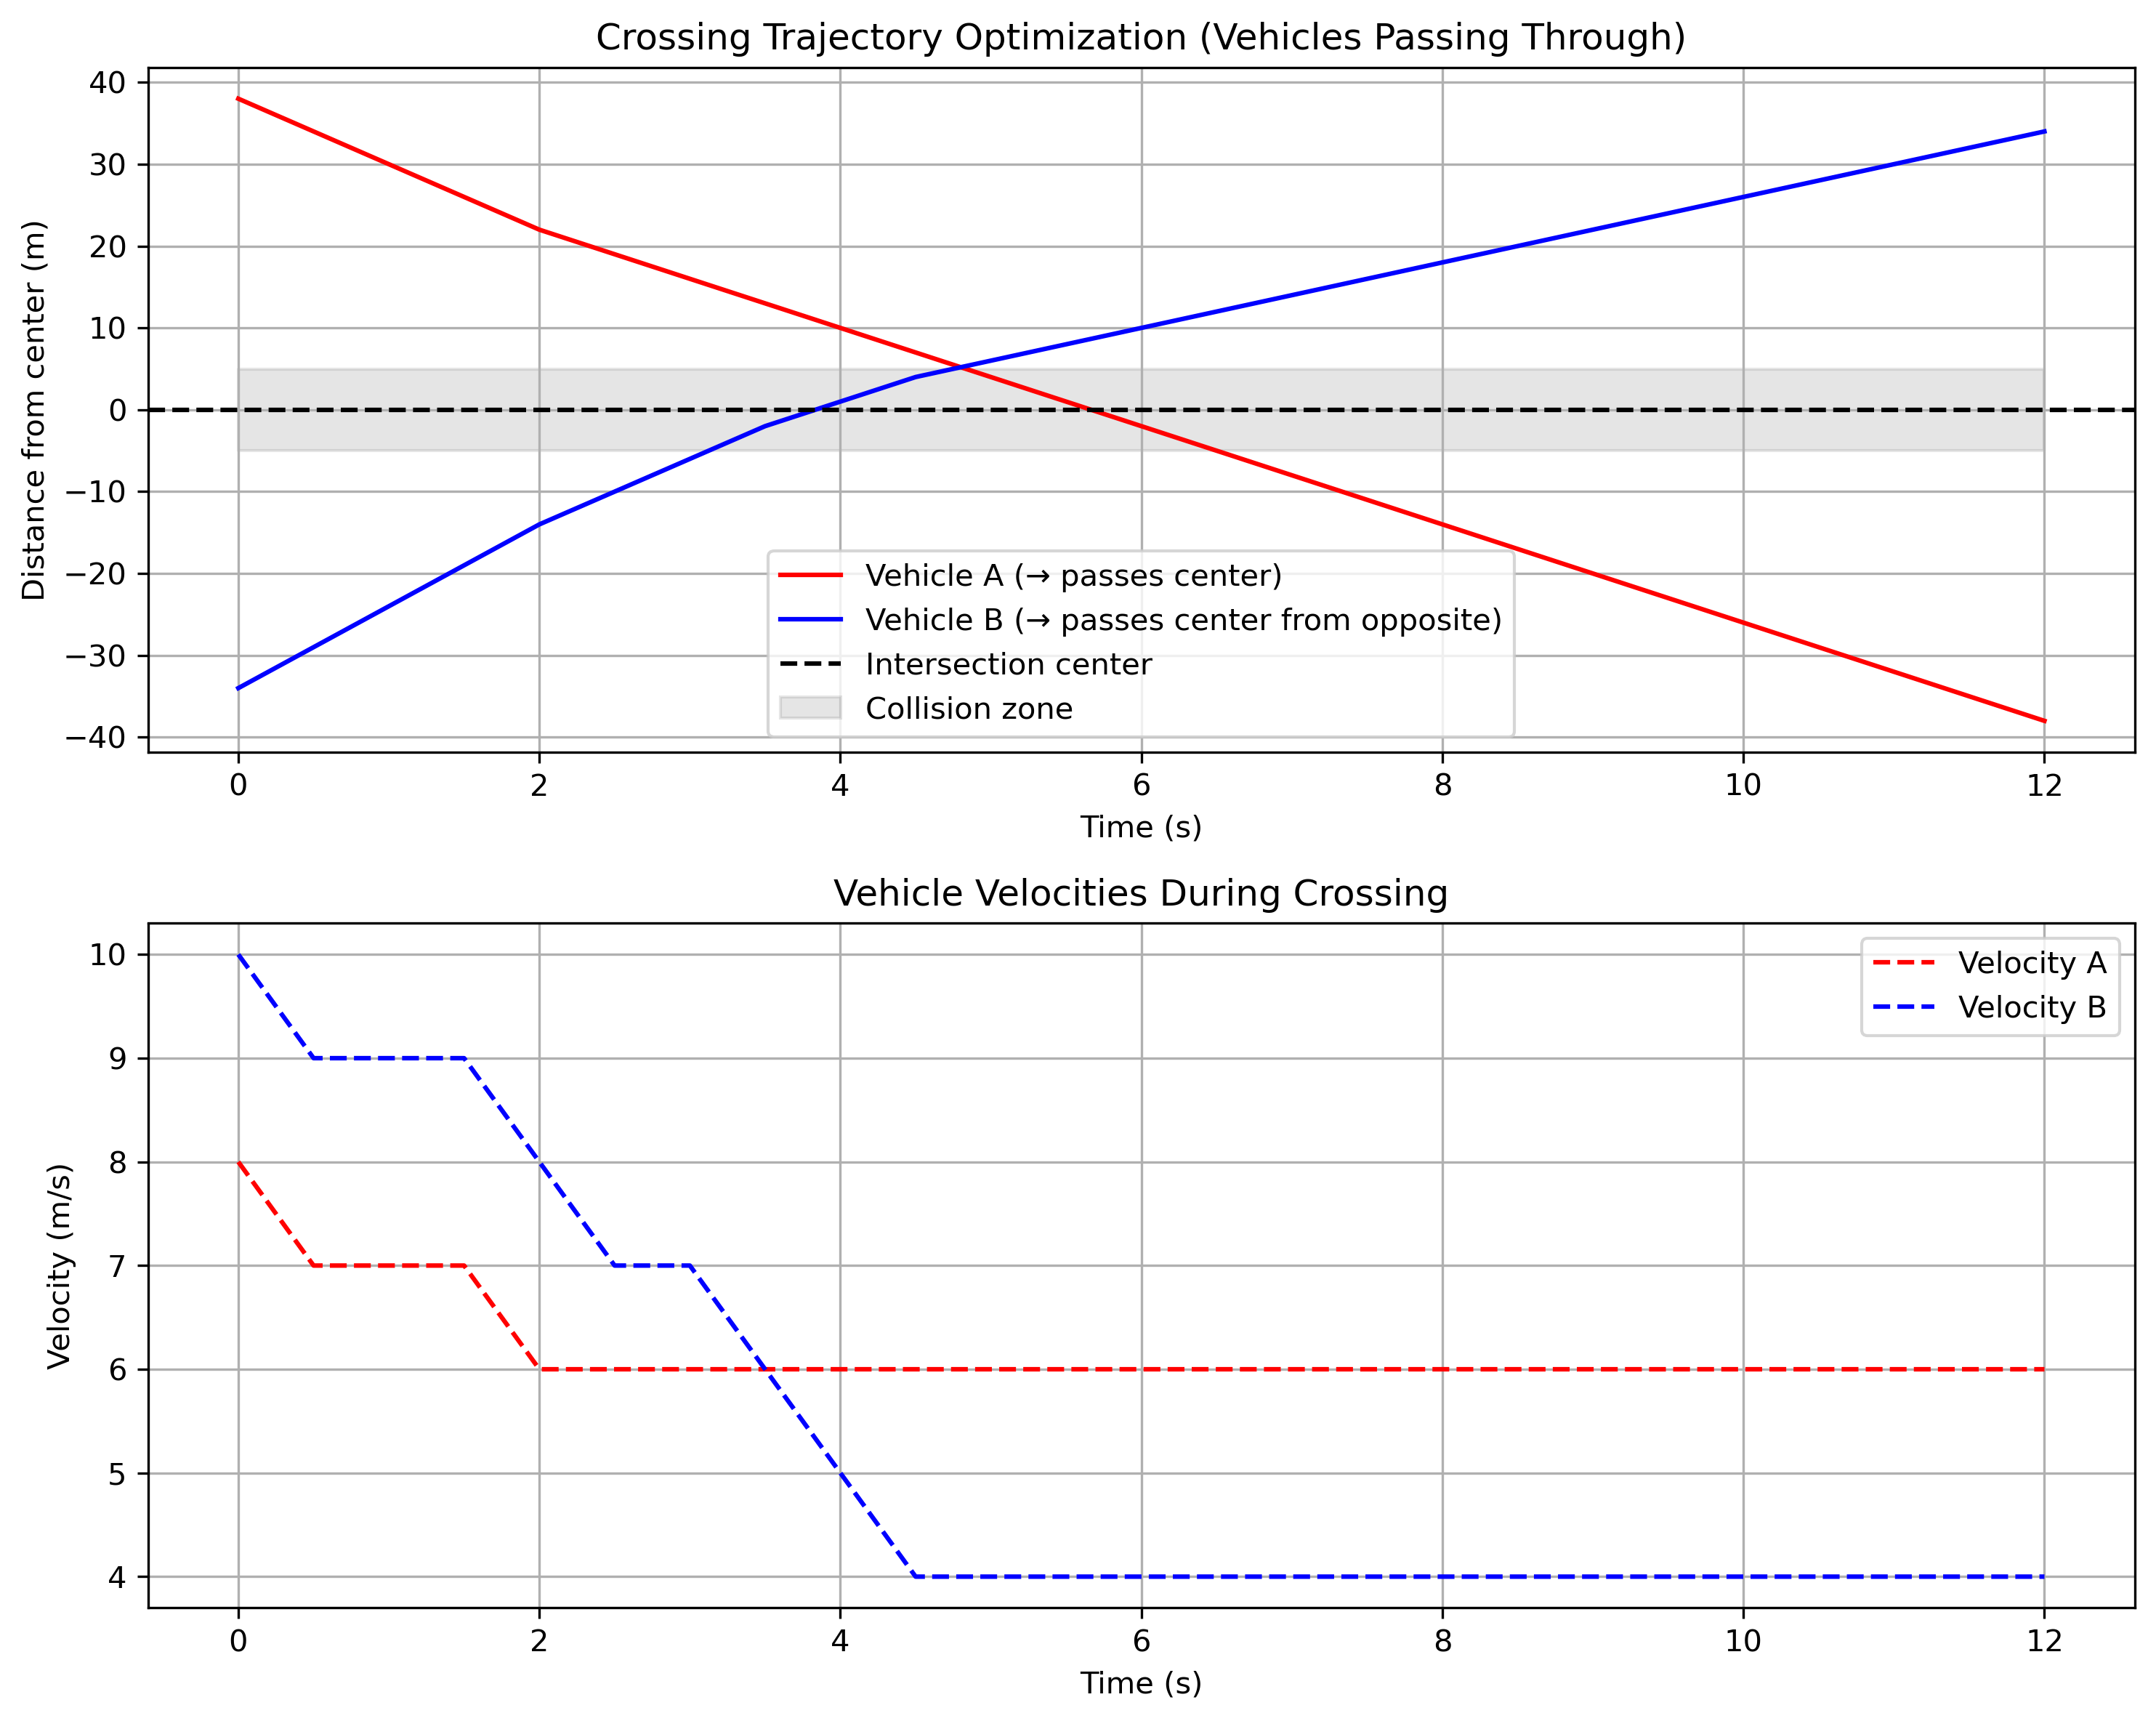 Crossing Trajectory Optimization (Vehicles Passing Through)
Distance from center (m)
40
30
20
10
0
−10
−20
−30
−40
Vehicle A (→ passes center)
Vehicle B (→ passes center from opposite)
Intersection center
Collision zone
0 2 4 6 8 10 12
Time (s)
Vehicle Velocities During Crossing
Velocity (m/s)
10
9
8
7
6
5
4
Velocity A
Velocity B
0 2 4 6 8 10 12
Time (s)